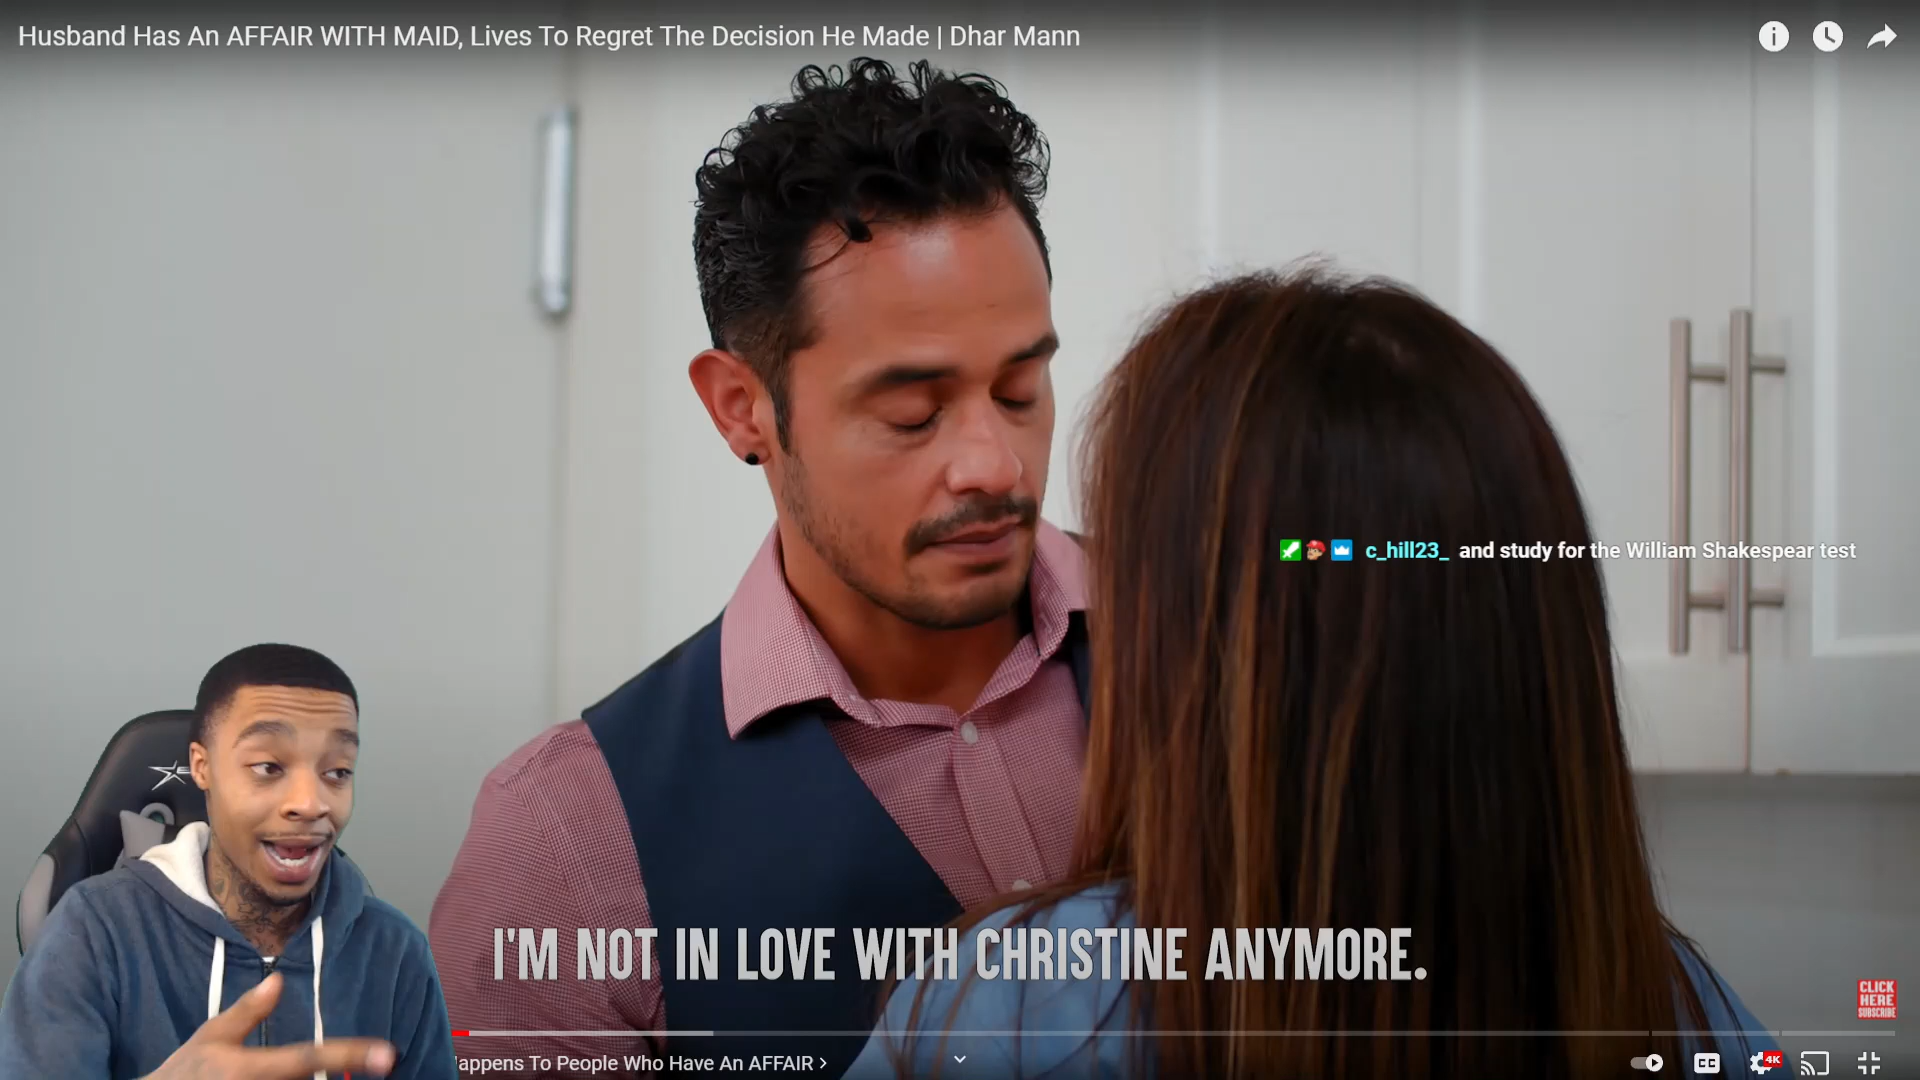 Husband Has An AFFAIR WITH MAID, Lives To Regret The Decision He Made | Dhar Mann
c_hill23_ and study for the William Shakespear test
I'M NOT IN LOVE WITH CHRISTINE ANYMORE.
CLICK
HERE
SUBSCRIBE
appens To People Who Have An AFFAIR >
CC
4K